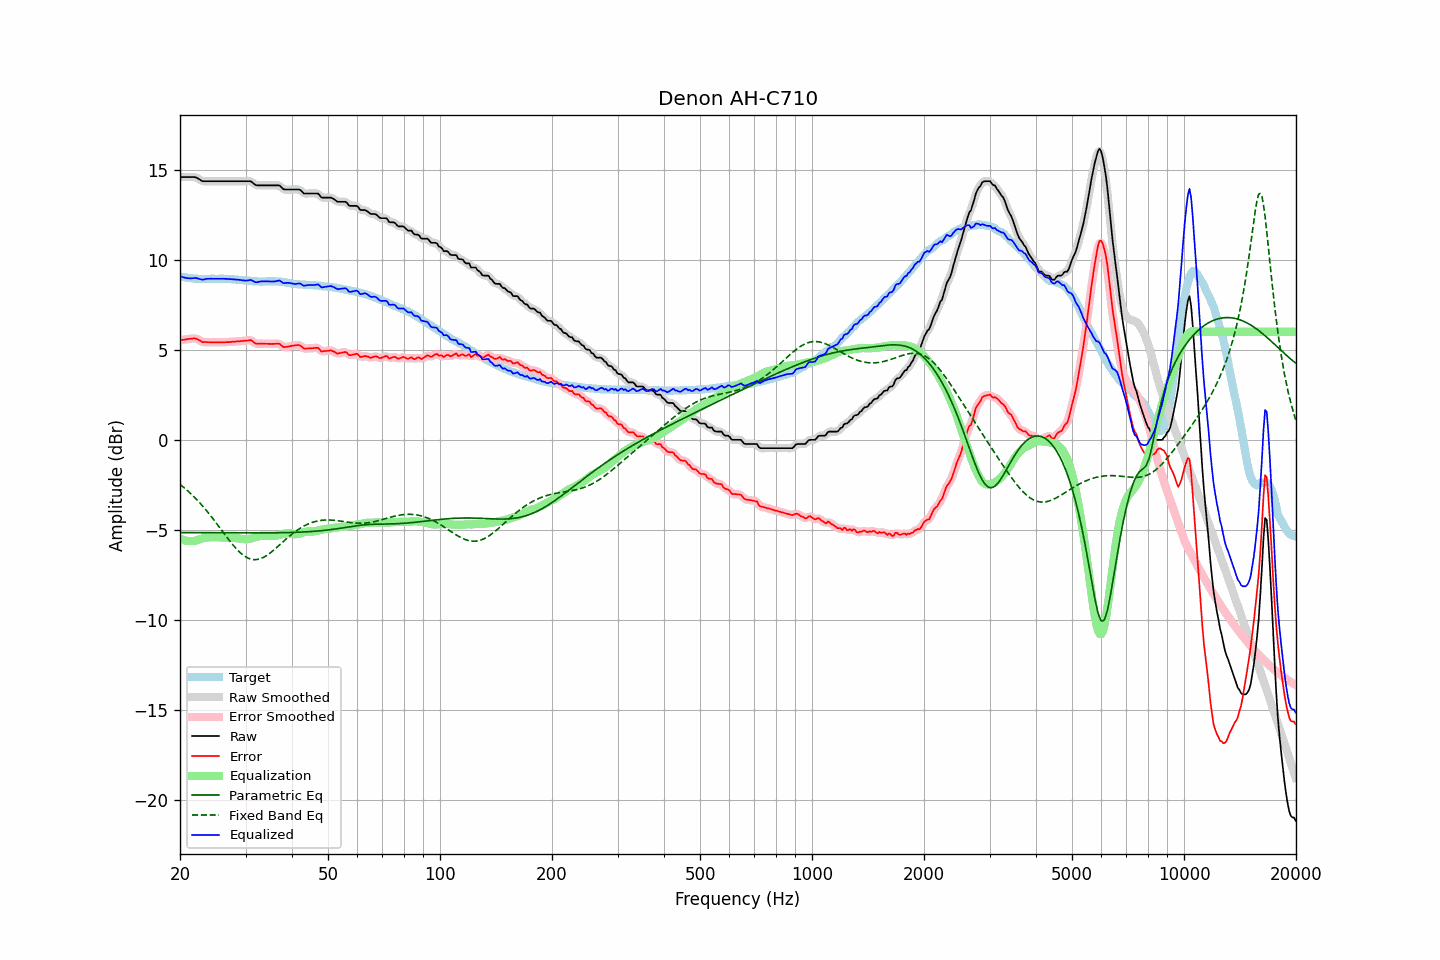 Denon AH-C710
Amplitude (dBr)
15
10
5
0
−5
−10
−15
−20
Target
Raw Smoothed
Error Smoothed
Raw
Error
Equalization
Parametric Eq
Fixed Band Eq
Equalized
20 50 100 200 500 1000 2000 5000 10000 20000
Frequency (Hz)